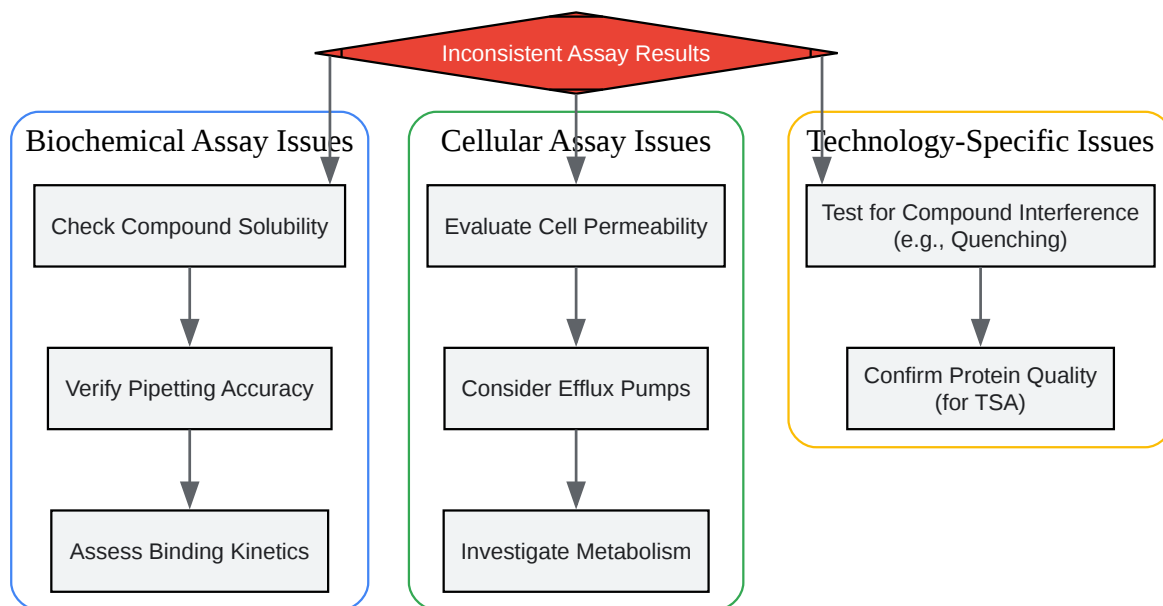 Inconsistent Assay Results
Biochemical Assay Issues
Check Compound Solubility
Verify Pipetting Accuracy
Assess Binding Kinetics
Cellular Assay Issues
Evaluate Cell Permeability
Consider Efflux Pumps
Investigate Metabolism
Technology-Specific Issues
Test for Compound Interference
(e.g., Quenching)
Confirm Protein Quality
(for TSA)